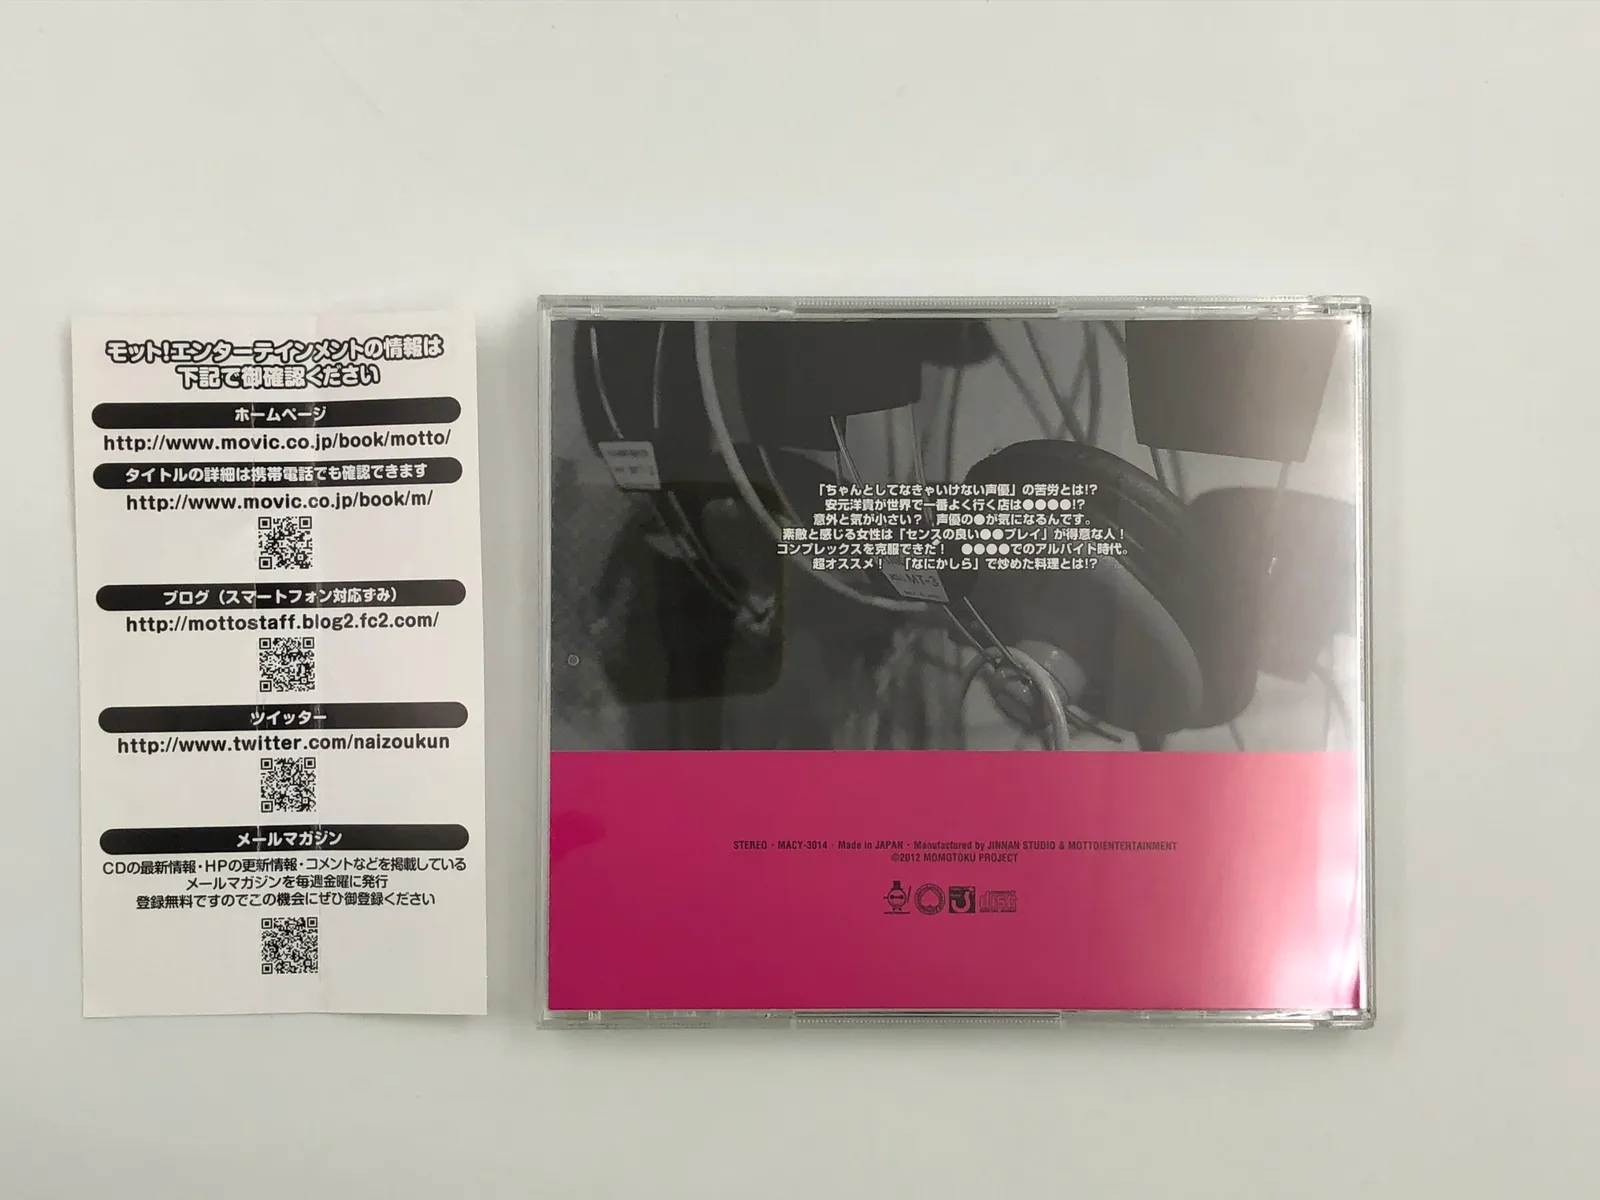 モット!エンターテインメントの情報は
下記で御確認ください
ホームページ
http://www.movic.co.jp/book/motto/
タイトルの詳細は携帯電話でも確認できます
http://www.movic.co.jp/book/m/
ブログ（スマートフォン対応ずみ）
http://mottostaff.blog2.fc2.com/
ツイッター
http://www.twitter.com/naizoukun
メールマガジン
CDの最新情報・HPの更新情報・コメントなどを掲載している
メールマガジンを毎週金曜に発行
登録無料ですのでこの機会にぜひ御登録ください
「ちゃんとしてなきゃいけない声優」の苦労とは!?
安元洋貴が世界で一番よく行く店は●●●●!?
意外と気が小さい？　声優の●が気になるんです。
素敵と感じる女性は「センスの良い●●プレイ」が得意な人！
コンプレックスを克服できた！　●●●●でのアルバイト時代。
超オススメ！　「なにかしら」で炒めた料理とは!?
MT-3
STEREO・MACY-3014・Made in JAPAN・Manufactured by JINNAN STUDIO & MOTTO!ENTERTAINMENT
©2012 MOMOTOKU PROJECT
disc